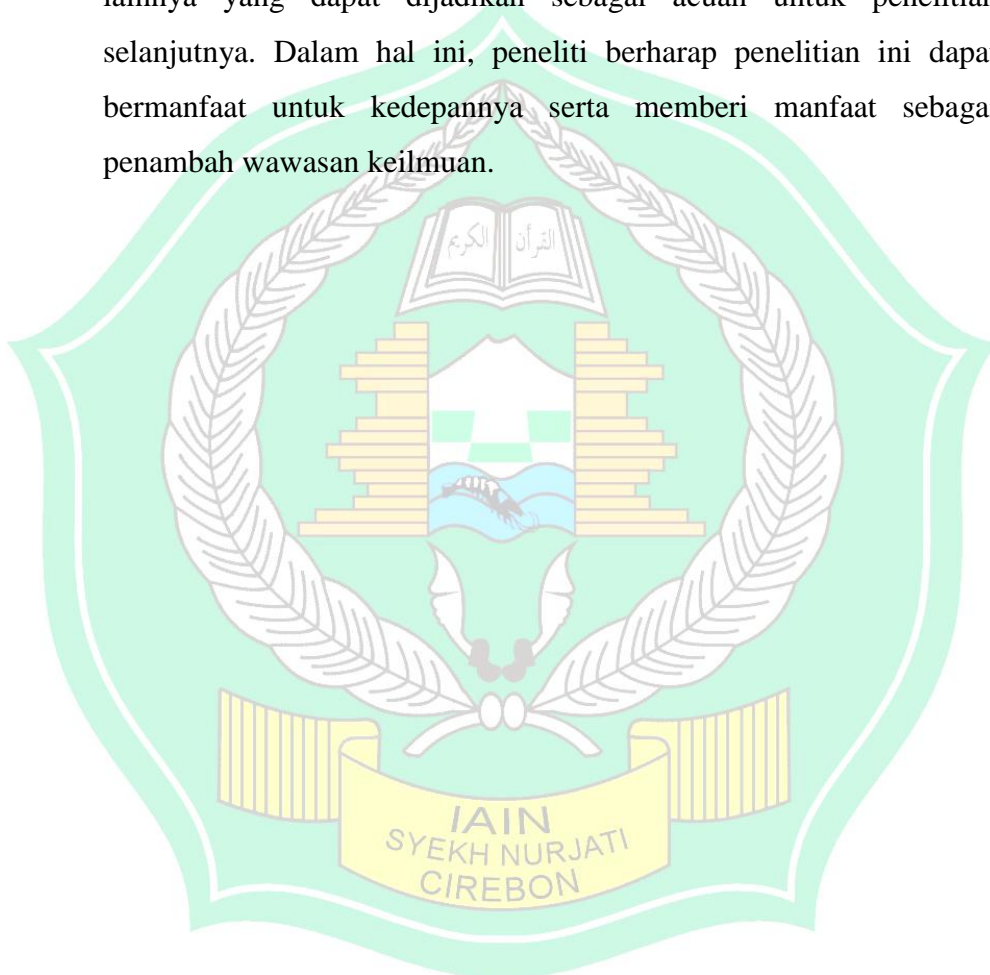 lainnya yang dapat dijadikan sebagai acuan untuk penelitian
selanjutnya. Dalam hal ini, peneliti berharap penelitian ini dapa
bermanfaat untuk kedepannya serta memberi manfaat sebaga
penambah wawasan keilmuan.
القرآن الكريم
IAIN
SYEKH NURJATI
CIREBON